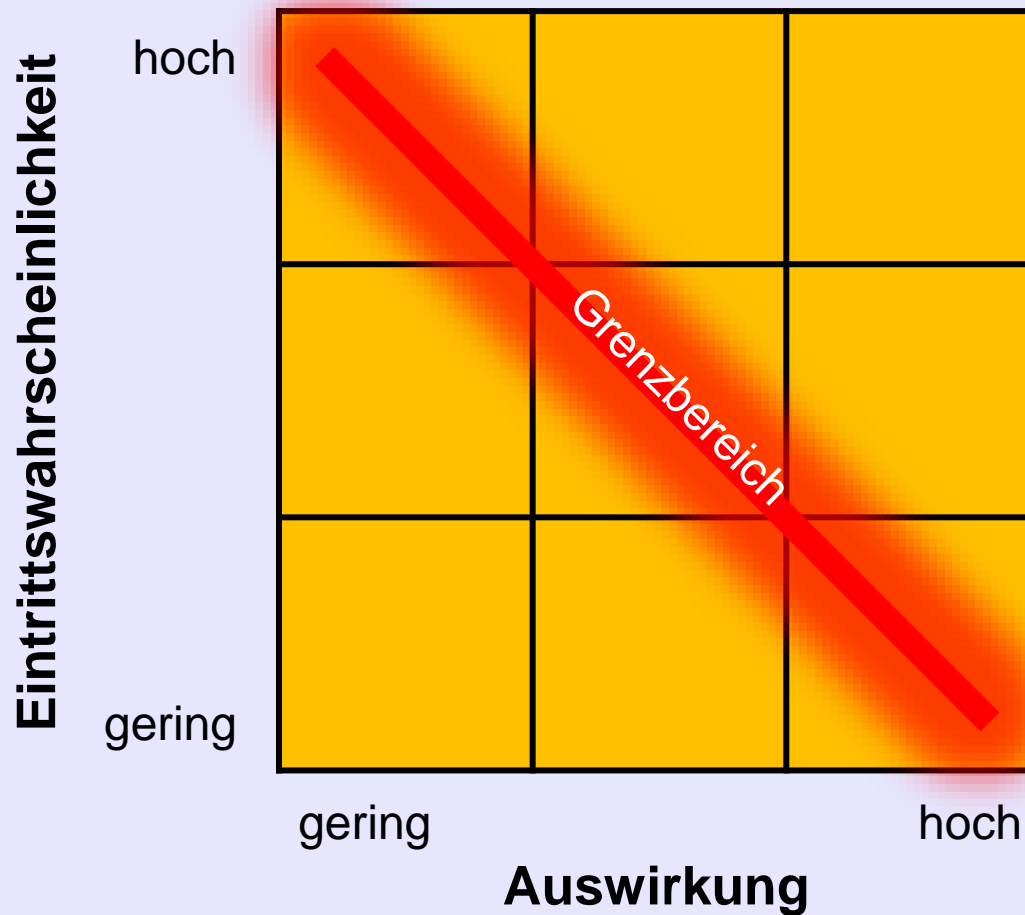 Eintrittswahrscheinlichkeit
hoch
Grenzbereich
gering
gering
hoch
Auswirkung